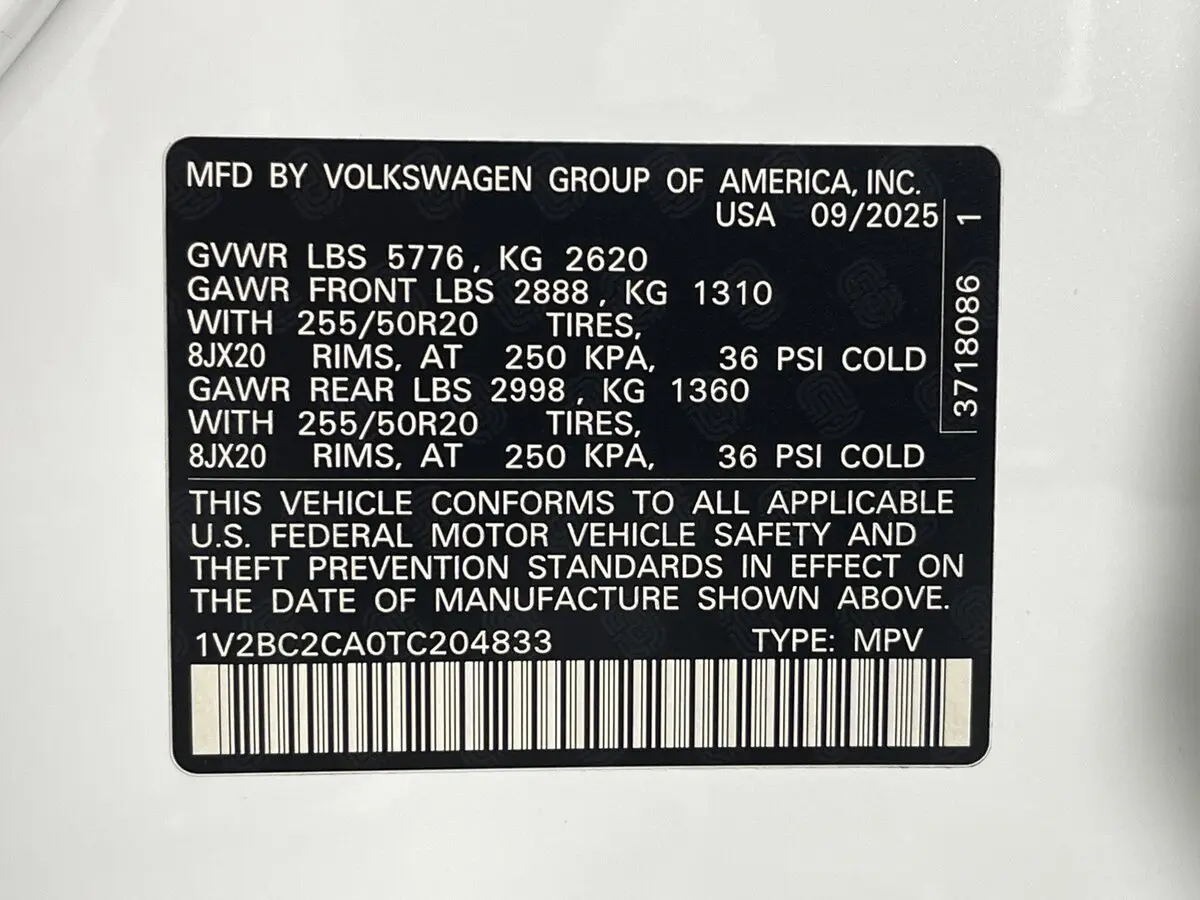 MFD BY VOLKSWAGEN GROUP OF AMERICA, INC.
USA 09/2025
GVWR LBS 5776, KG 2620
GAWR FRONT LBS 2888, KG 1310
WITH 255/50R20 TIRES,
8JX20 RIMS, AT 250 KPA, 36 PSI COLD
GAWR REAR LBS 2998, KG 1360
WITH 255/50R20 TIRES,
8JX20 RIMS, AT 250 KPA, 36 PSI COLD
3718086 1
THIS VEHICLE CONFORMS TO ALL APPLICABLE
U.S. FEDERAL MOTOR VEHICLE SAFETY AND
THEFT PREVENTION STANDARDS IN EFFECT ON
THE DATE OF MANUFACTURE SHOWN ABOVE.
1V2BC2CA0TC204833 TYPE: MPV